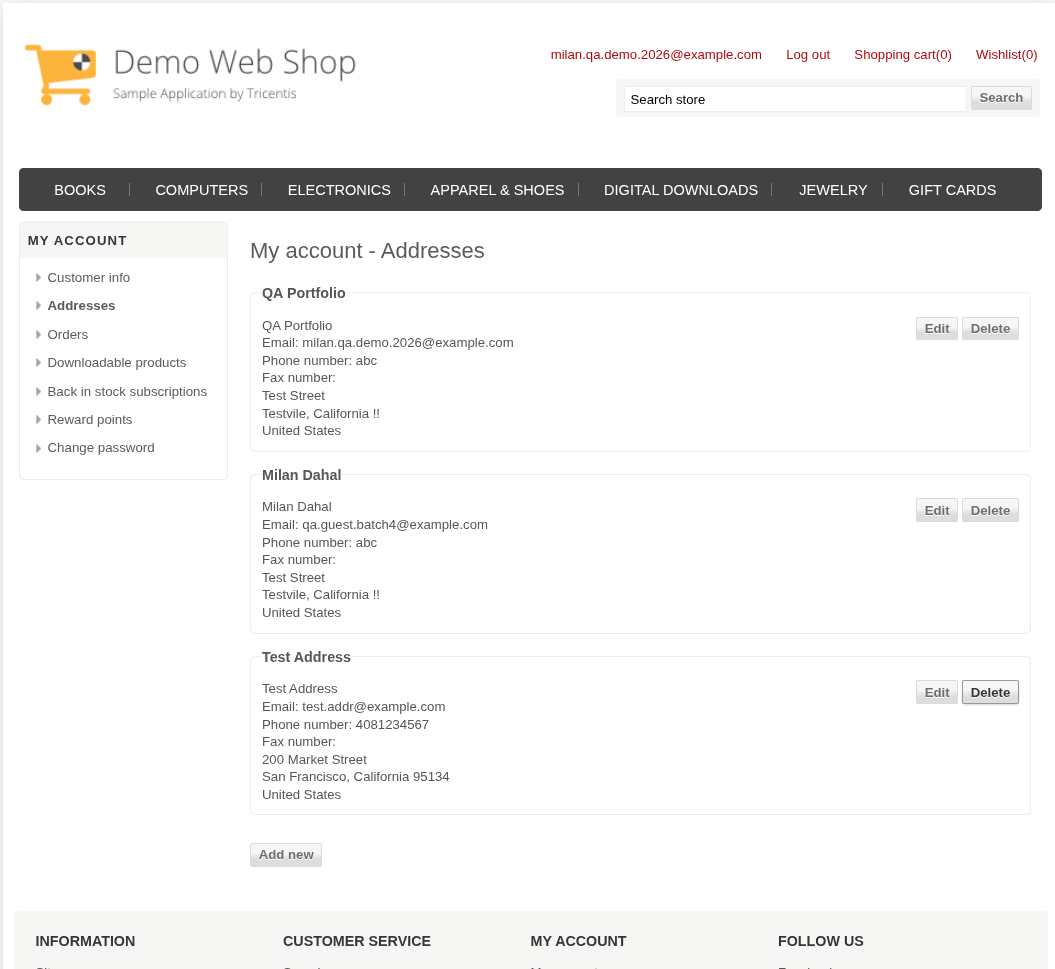 Demo Web Shop
Sample Application by Tricentis
milan.qa.demo.2026@example.com Log out Shopping cart(0) Wishlist(0)
Search store Search
BOOKS COMPUTERS ELECTRONICS APPAREL & SHOES DIGITAL DOWNLOADS JEWELRY GIFT CARDS
MY ACCOUNT
Customer info
Addresses
Orders
Downloadable products
Back in stock subscriptions
Reward points
Change password
My account - Addresses
QA Portfolio
QA Portfolio
Edit Delete
Email: milan.qa.demo.2026@example.com
Phone number: abc
Fax number:
Test Street
Testvile, California !!
United States
Milan Dahal
Milan Dahal
Edit Delete
Email: qa.guest.batch4@example.com
Phone number: abc
Fax number:
Test Street
Testvile, California !!
United States
Test Address
Test Address
Edit Delete
Email: test.addr@example.com
Phone number: 4081234567
Fax number:
200 Market Street
San Francisco, California 95134
United States
Add new
INFORMATION CUSTOMER SERVICE MY ACCOUNT FOLLOW US